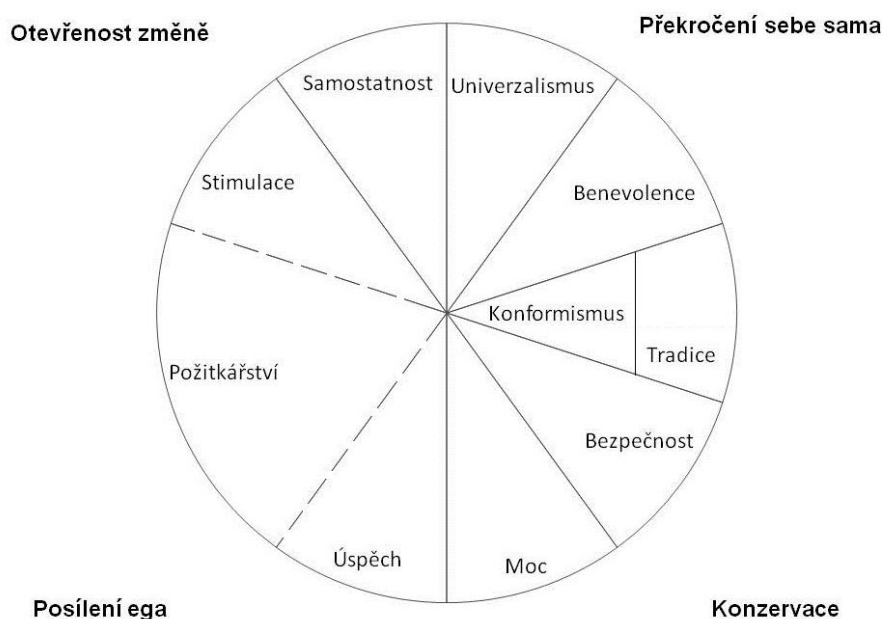 Otevřenost změně
Překročení sebe sama
Samostatnost
Univerzalismus
Stimulace
Benevolence
Konformismus
Tradice
Požitkářství
Bezpečnost
Úspěch
Moc
Posílení ega
Konzervace